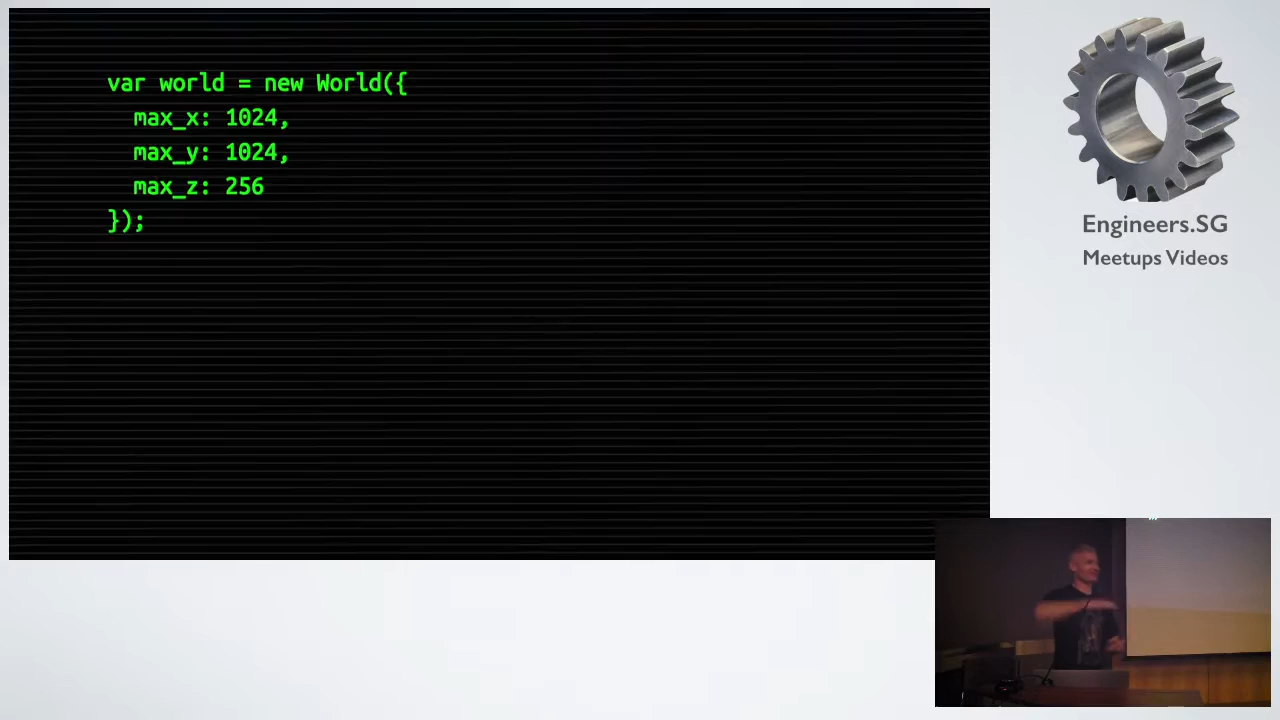 var world = new World({
  max_x: 1024,
  max_y: 1024,
  max_z: 256
});
Engineers.SG
Meetups Videos